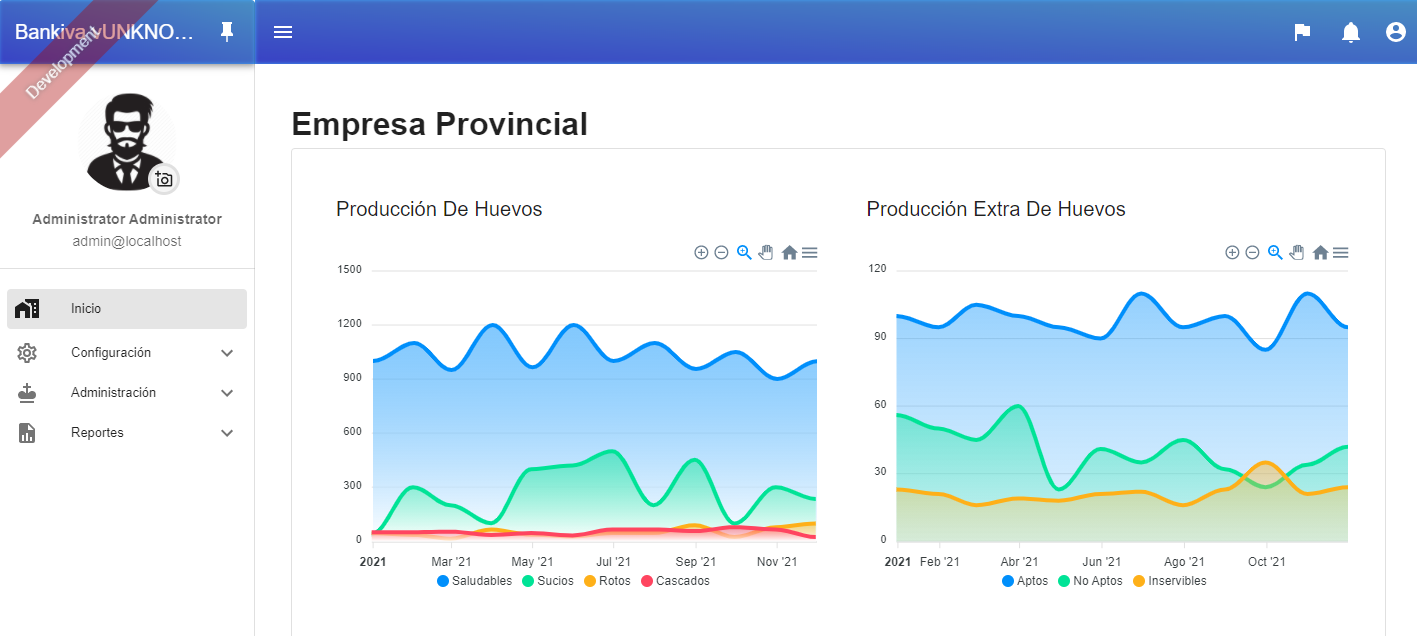 Bankiva vUNKNO...
Development
Administrator Administrator
admin@localhost
Inicio
Configuración
Administración
Reportes
Empresa Provincial
Producción De Huevos
1500
1200
900
600
300
0
2021 Mar '21 May '21 Jul '21 Sep '21 Nov '21
Saludables Sucios Rotos Cascados
Producción Extra De Huevos
120
90
60
30
0
2021 Feb '21 Abr '21 Jun '21 Ago '21 Oct '21
Aptos No Aptos Inservibles